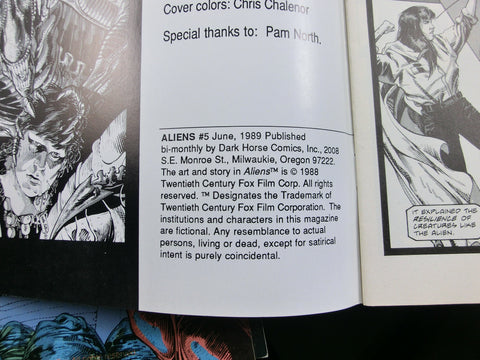 Cover colors: Chris Chalenor
Special thanks to: Pam North.
ALIENS #5 June, 1989 Published
bi-monthly by Dark Horse Comics, Inc., 2008
S.E. Monroe St., Milwaukie, Oregon 97222.
The art and story in Aliens™ is © 1988
Twentieth Century Fox Film Corp. All rights
reserved. ™ Designates the Trademark of
Twentieth Century Fox Film Corporation. The
institutions and characters in this magazine
are fictional. Any resemblance to actual
persons, living or dead, except for satirical
intent is purely coincidental.
IT EXPLAINED THE
RESILIENCE OF
CREATURES LIKE
THE ALIEN.